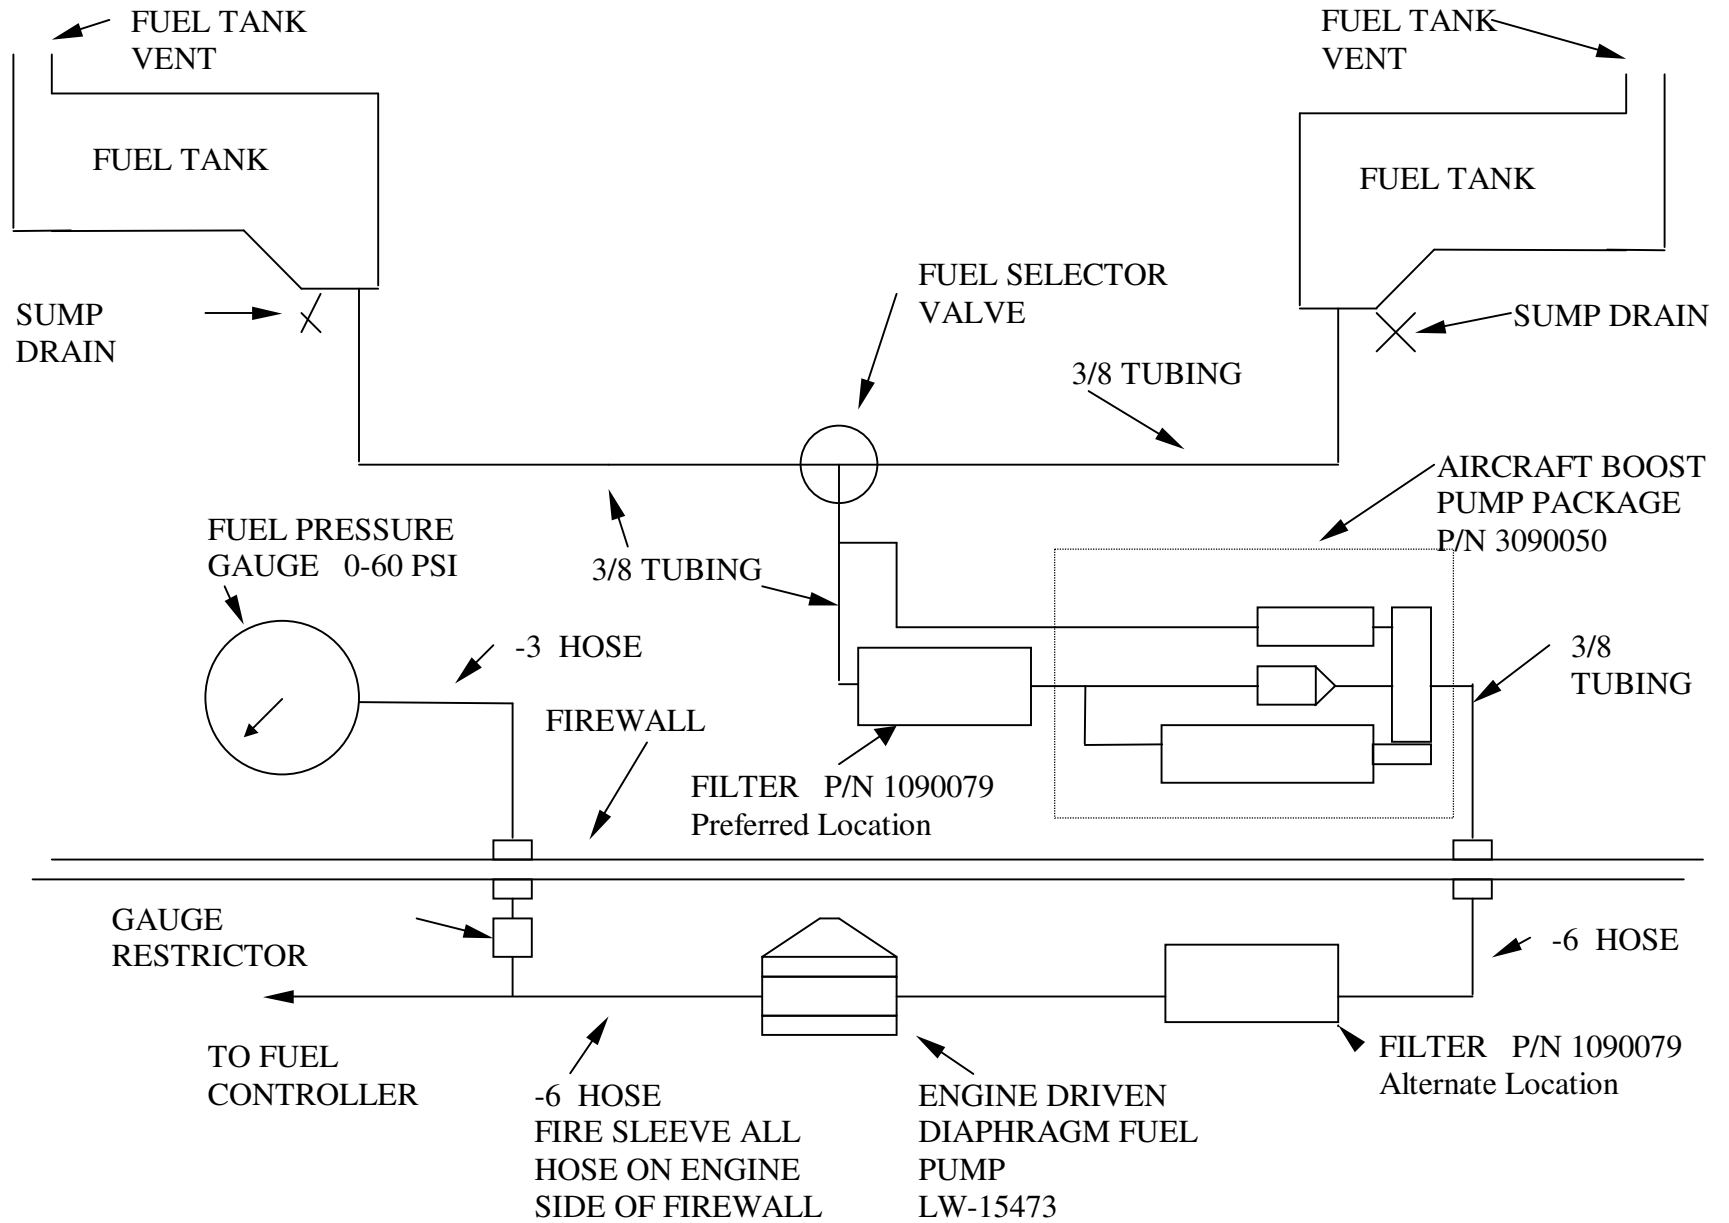 FUEL TANK
VENT
FUEL TANK
VENT
FUEL TANK
FUEL TANK
FUEL SELECTOR
VALVE
SUMP
DRAIN
SUMP DRAIN
3/8 TUBING
AIRCRAFT BOOST
PUMP PACKAGE
P/N 3090050
FUEL PRESSURE
GAUGE 0-60 PSI
3/8 TUBING
-3 HOSE
3/8
TUBING
FIREWALL
FILTER P/N 1090079
Preferred Location
GAUGE
RESTRICTOR
-6 HOSE
TO FUEL
CONTROLLER
FILTER P/N 1090079
Alternate Location
-6 HOSE
FIRE SLEEVE ALL
HOSE ON ENGINE
SIDE OF FIREWALL
ENGINE DRIVEN
DIAPHRAGM FUEL
PUMP
LW-15473